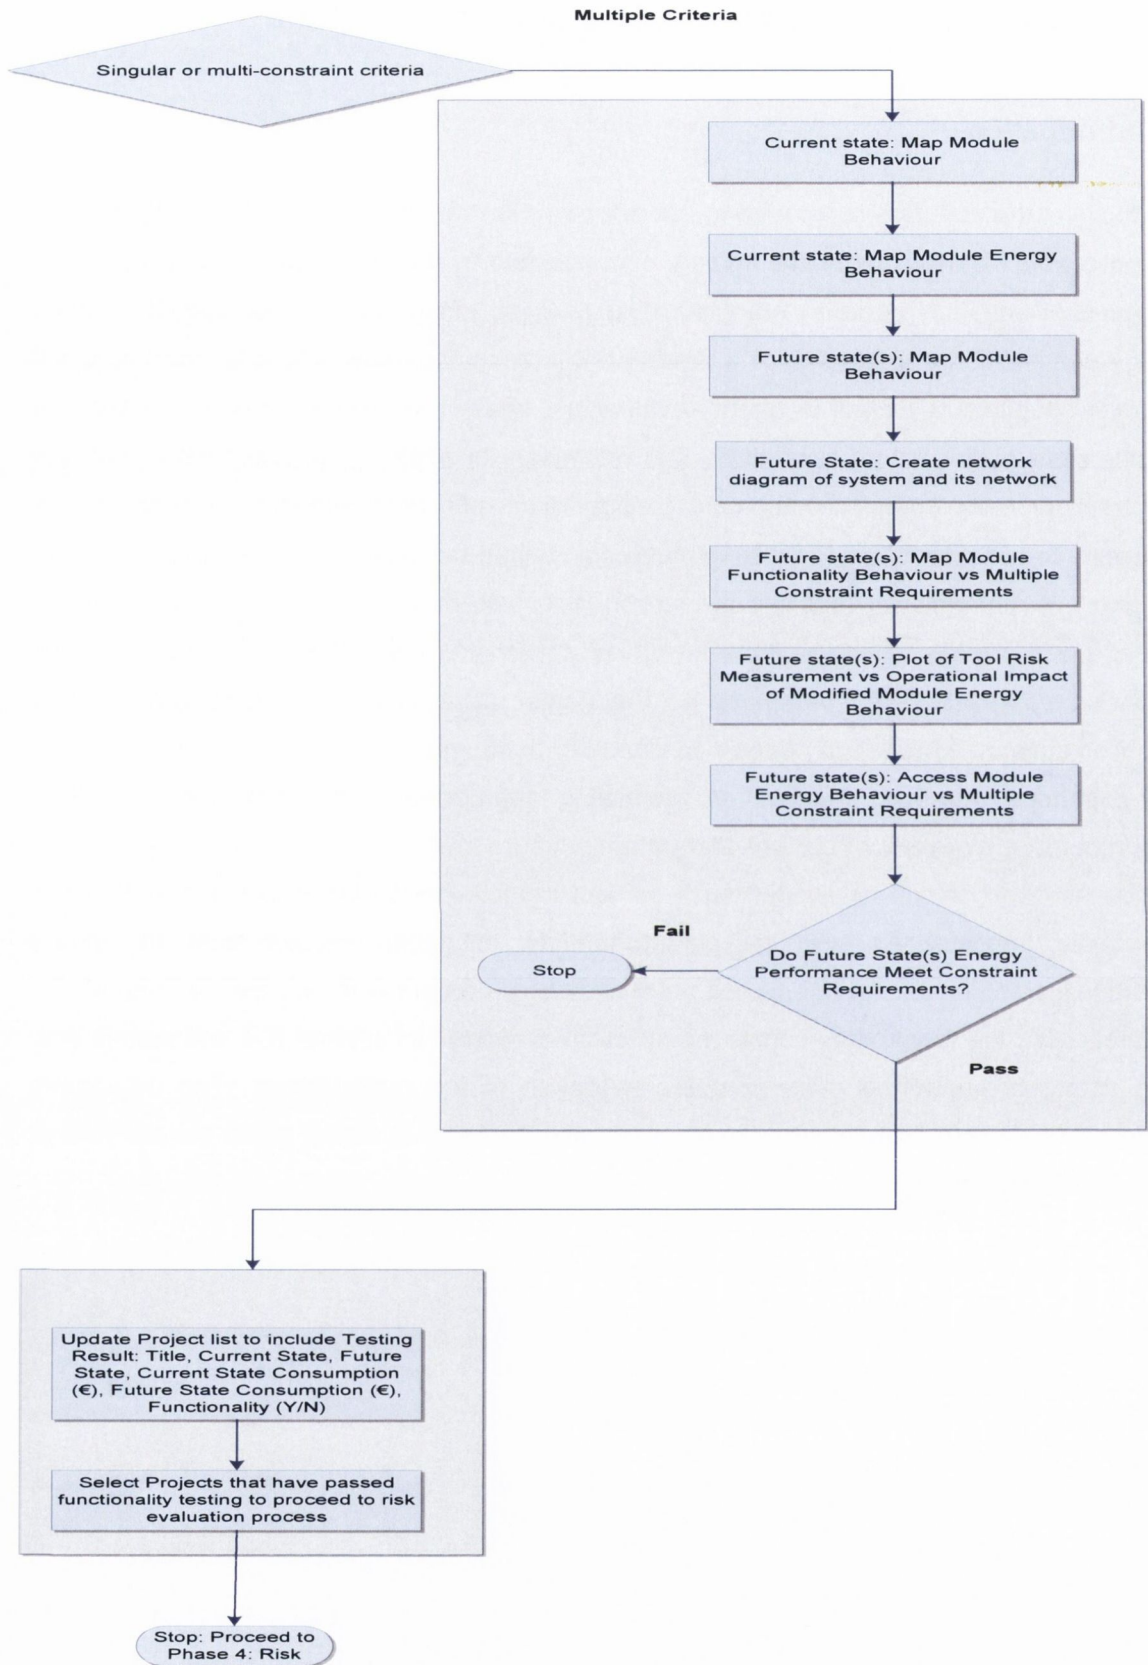 Multiple Criteria
Singular or multi-constraint criteria
Current state: Map Module
Behaviour
Current state: Map Module Energy
Behaviour
Future state(s): Map Module
Behaviour
Future State: Create network
diagram of system and its network
Future state(s): Map Module
Functionality Behaviour vs Multiple
Constraint Requirements
Future state(s): Plot of Tool Risk
Measurement vs Operational Impact
of Modified Module Energy
Behaviour
Future state(s): Access Module
Energy Behaviour vs Multiple
Constraint Requirements
Do Future State(s) Energy
Performance Meet Constraint
Requirements?
Fail
Stop
Pass
Update Project list to include Testing
Result: Title, Current State, Future
State, Current State Consumption
(€), Future State Consumption (€),
Functionality (Y/N)
Select Projects that have passed
functionality testing to proceed to risk
evaluation process
Stop: Proceed to
Phase 4: Risk